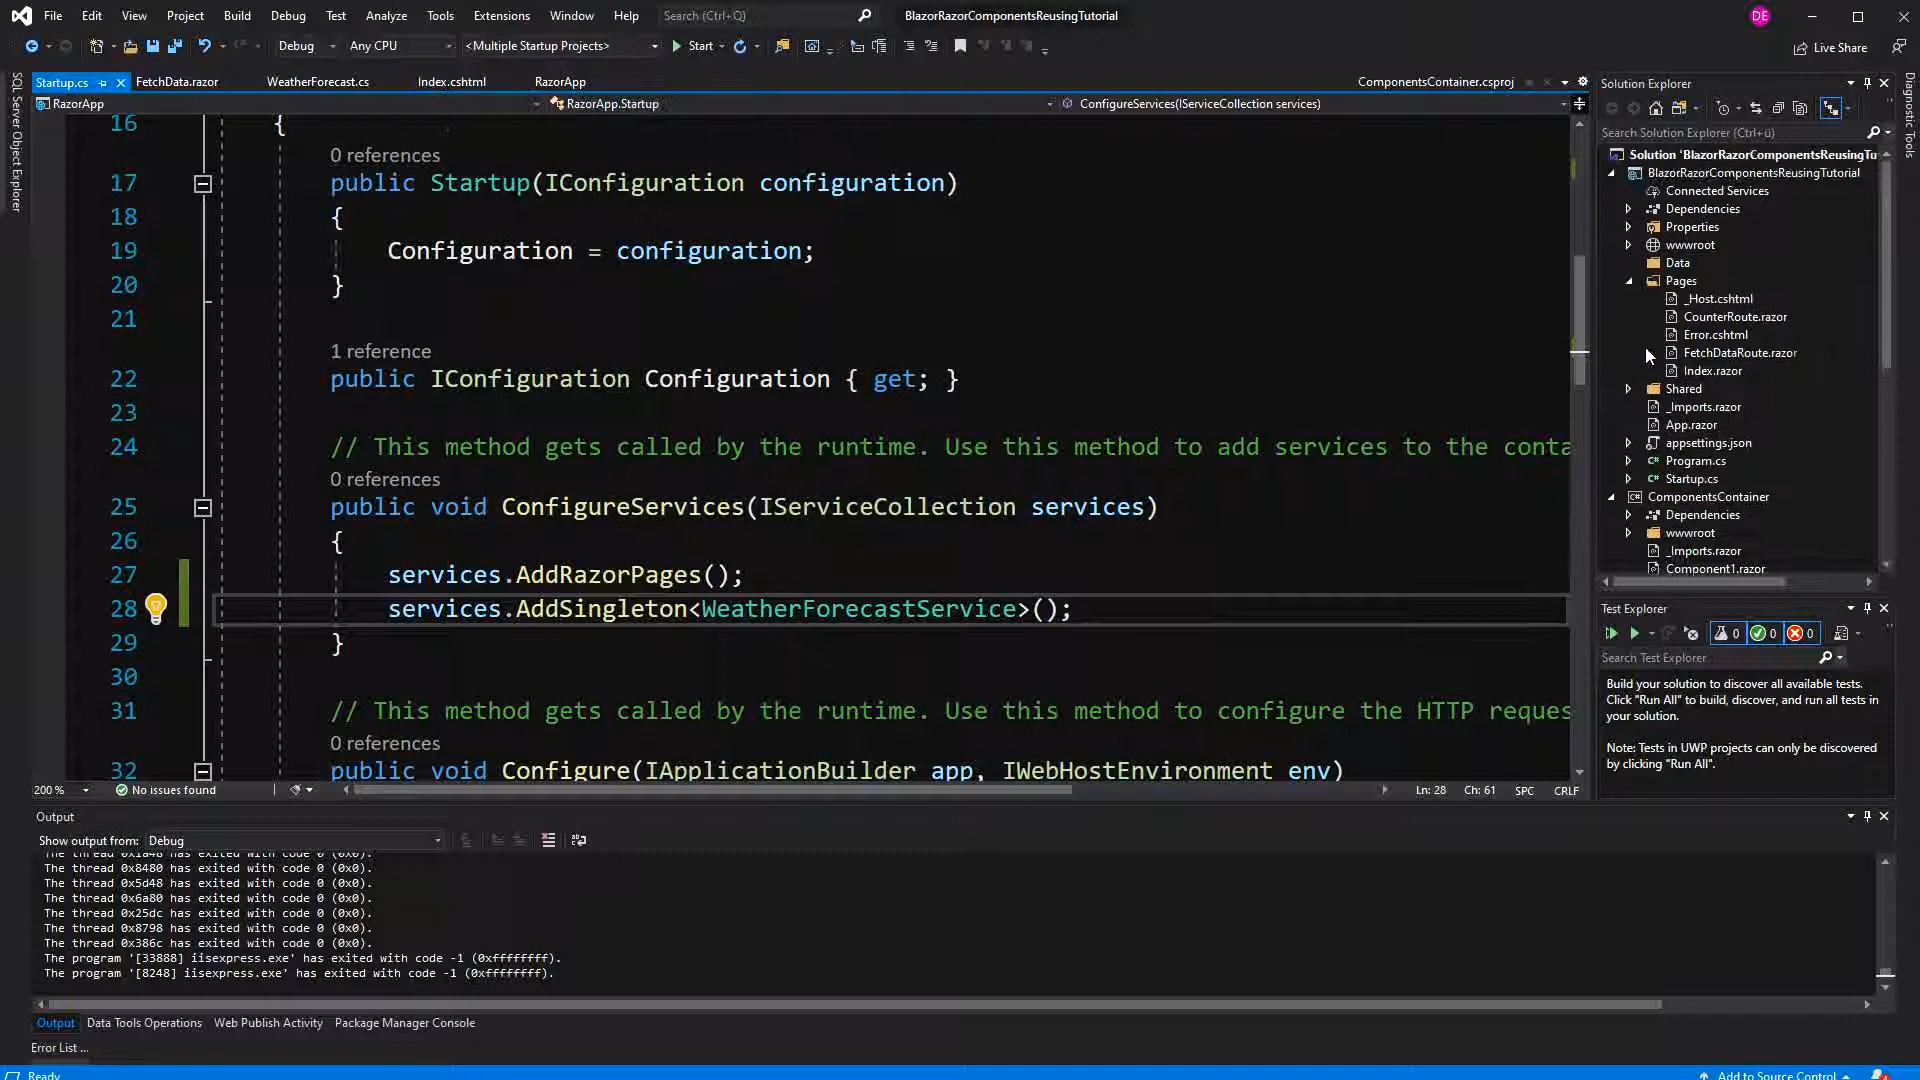 File Edit View Project Build Debug Test Analyze Tools Extensions Window Help Search (Ctrl+Q) BlazorRazorComponentsReusingTutorial DE
Debug Any CPU <Multiple Startup Projects> Start Live Share
Startup.cs FetchData.razor WeatherForecast.cs Index.cshtml RazorApp ComponentsContainer.csproj
RazorApp RazorApp.Startup ConfigureServices(IServiceCollection services)
SQL Server Object Explorer
16 {
0 references
17 public Startup(IConfiguration configuration)
18 {
19 Configuration = configuration;
20 }
21
1 reference
22 public IConfiguration Configuration { get; }
23
24 // This method gets called by the runtime. Use this method to add services to the conta
0 references
25 public void ConfigureServices(IServiceCollection services)
26 {
27 services.AddRazorPages();
28 services.AddSingleton<WeatherForecastService>();
29 }
30
31 // This method gets called by the runtime. Use this method to configure the HTTP reques
0 references
32 public void Configure(IApplicationBuilder app, IWebHostEnvironment env)
200 % No issues found Ln: 28 Ch: 61 SPC CRLF
Solution Explorer
Search Solution Explorer (Ctrl+ü)
Solution 'BlazorRazorComponentsReusingTu
BlazorRazorComponentsReusingTutorial
Connected Services
Dependencies
Properties
wwwroot
Data
Pages
_Host.cshtml
CounterRoute.razor
Error.cshtml
FetchDataRoute.razor
Index.razor
Shared
_Imports.razor
App.razor
appsettings.json
Program.cs
Startup.cs
ComponentsContainer
Dependencies
wwwroot
_Imports.razor
Component1.razor
Diagnostic Tools
Test Explorer
0 0 0
Search Test Explorer
Build your solution to discover all available tests.
Click "Run All" to build, discover, and run all tests in
your solution.
Note: Tests in UWP projects can only be discovered
by clicking "Run All".
Output
Show output from: Debug
The thread 0x1a48 has exited with code 0 (0x0).
The thread 0x8480 has exited with code 0 (0x0).
The thread 0x5d48 has exited with code 0 (0x0).
The thread 0x6a80 has exited with code 0 (0x0).
The thread 0x25dc has exited with code 0 (0x0).
The thread 0x8798 has exited with code 0 (0x0).
The thread 0x386c has exited with code 0 (0x0).
The program '[33888] iisexpress.exe' has exited with code -1 (0xffffffff).
The program '[8248] iisexpress.exe' has exited with code -1 (0xffffffff).
Output Data Tools Operations Web Publish Activity Package Manager Console
Error List ...
Ready Add to Source Control